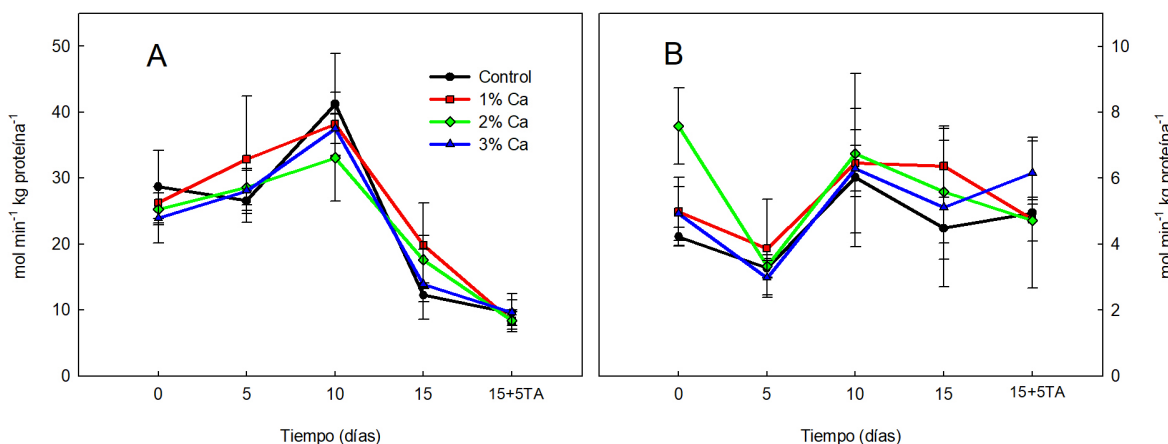 A
B
Control
1% Ca
2% Ca
3% Ca
mol min⁻¹ kg proteína⁻¹
50
40
30
20
10
0
0 5 10 15 15+5TA
Tiempo (días)
10
8
6
4
2
0
mol min⁻¹ kg proteína⁻¹
0 5 10 15 15+5TA
Tiempo (días)